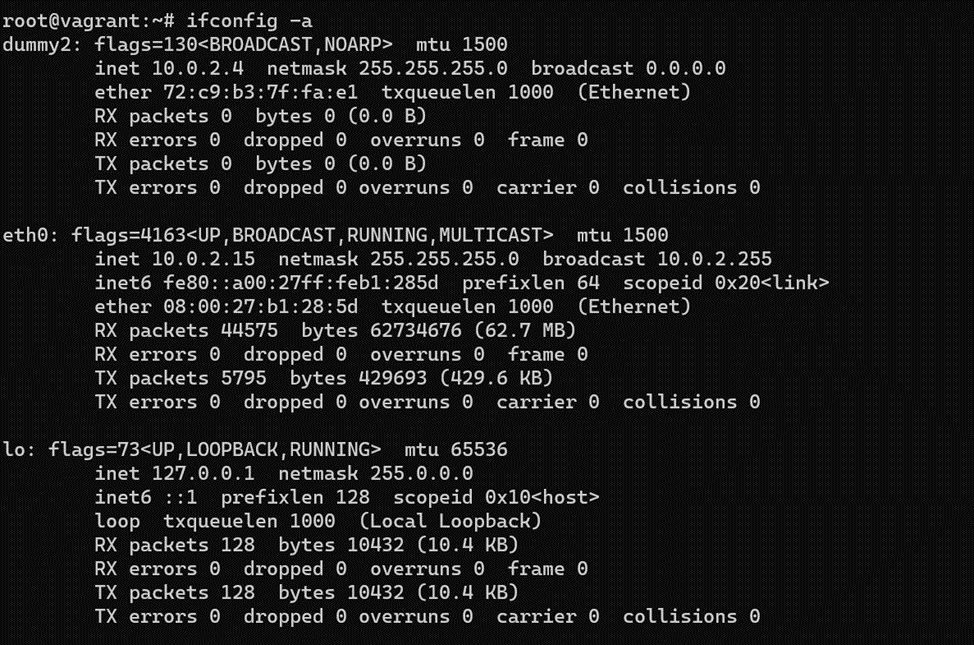 root@vagrant:~# ifconfig -a
dummy2: flags=130<BROADCAST,NOARP>  mtu 1500
        inet 10.0.2.4  netmask 255.255.255.0  broadcast 0.0.0.0
        ether 72:c9:b3:7f:fa:e1  txqueuelen 1000  (Ethernet)
        RX packets 0  bytes 0 (0.0 B)
        RX errors 0  dropped 0  overruns 0  frame 0
        TX packets 0  bytes 0 (0.0 B)
        TX errors 0  dropped 0 overruns 0  carrier 0  collisions 0

eth0: flags=4163<UP,BROADCAST,RUNNING,MULTICAST>  mtu 1500
        inet 10.0.2.15  netmask 255.255.255.0  broadcast 10.0.2.255
        inet6 fe80::a00:27ff:feb1:285d  prefixlen 64  scopeid 0x20<link>
        ether 08:00:27:b1:28:5d  txqueuelen 1000  (Ethernet)
        RX packets 44575  bytes 62734676 (62.7 MB)
        RX errors 0  dropped 0  overruns 0  frame 0
        TX packets 5795  bytes 429693 (429.6 KB)
        TX errors 0  dropped 0 overruns 0  carrier 0  collisions 0

lo: flags=73<UP,LOOPBACK,RUNNING>  mtu 65536
        inet 127.0.0.1  netmask 255.0.0.0
        inet6 ::1  prefixlen 128  scopeid 0x10<host>
        loop  txqueuelen 1000  (Local Loopback)
        RX packets 128  bytes 10432 (10.4 KB)
        RX errors 0  dropped 0  overruns 0  frame 0
        TX packets 128  bytes 10432 (10.4 KB)
        TX errors 0  dropped 0 overruns 0  carrier 0  collisions 0